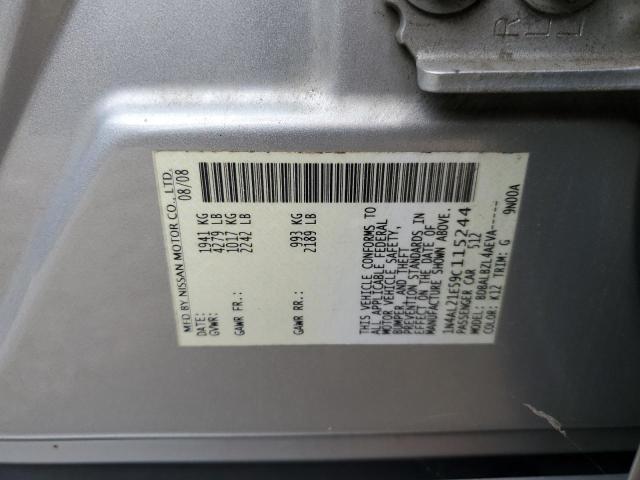 MFD BY NISSAN MOTOR CO., LTD.
DATE: 08/08
GVWR: 1941 KG
4279 LB
GAWR FR: 1017 KG
2242 LB
GAWR RR: 993 KG
2189 LB
THIS VEHICLE CONFORMS TO
ALL APPLICABLE FEDERAL
MOTOR VEHICLE SAFETY,
BUMPER, AND THEFT
PREVENTION STANDARDS IN
EFFECT ON THE DATE OF
MANUFACTURE SHOWN ABOVE.
1N4AL21E59C115244
PASSENGER CAR 512
MODEL: BDBALBZL4AEVA-----
COLOR: K12 TRIM: G 9N00A
R
L